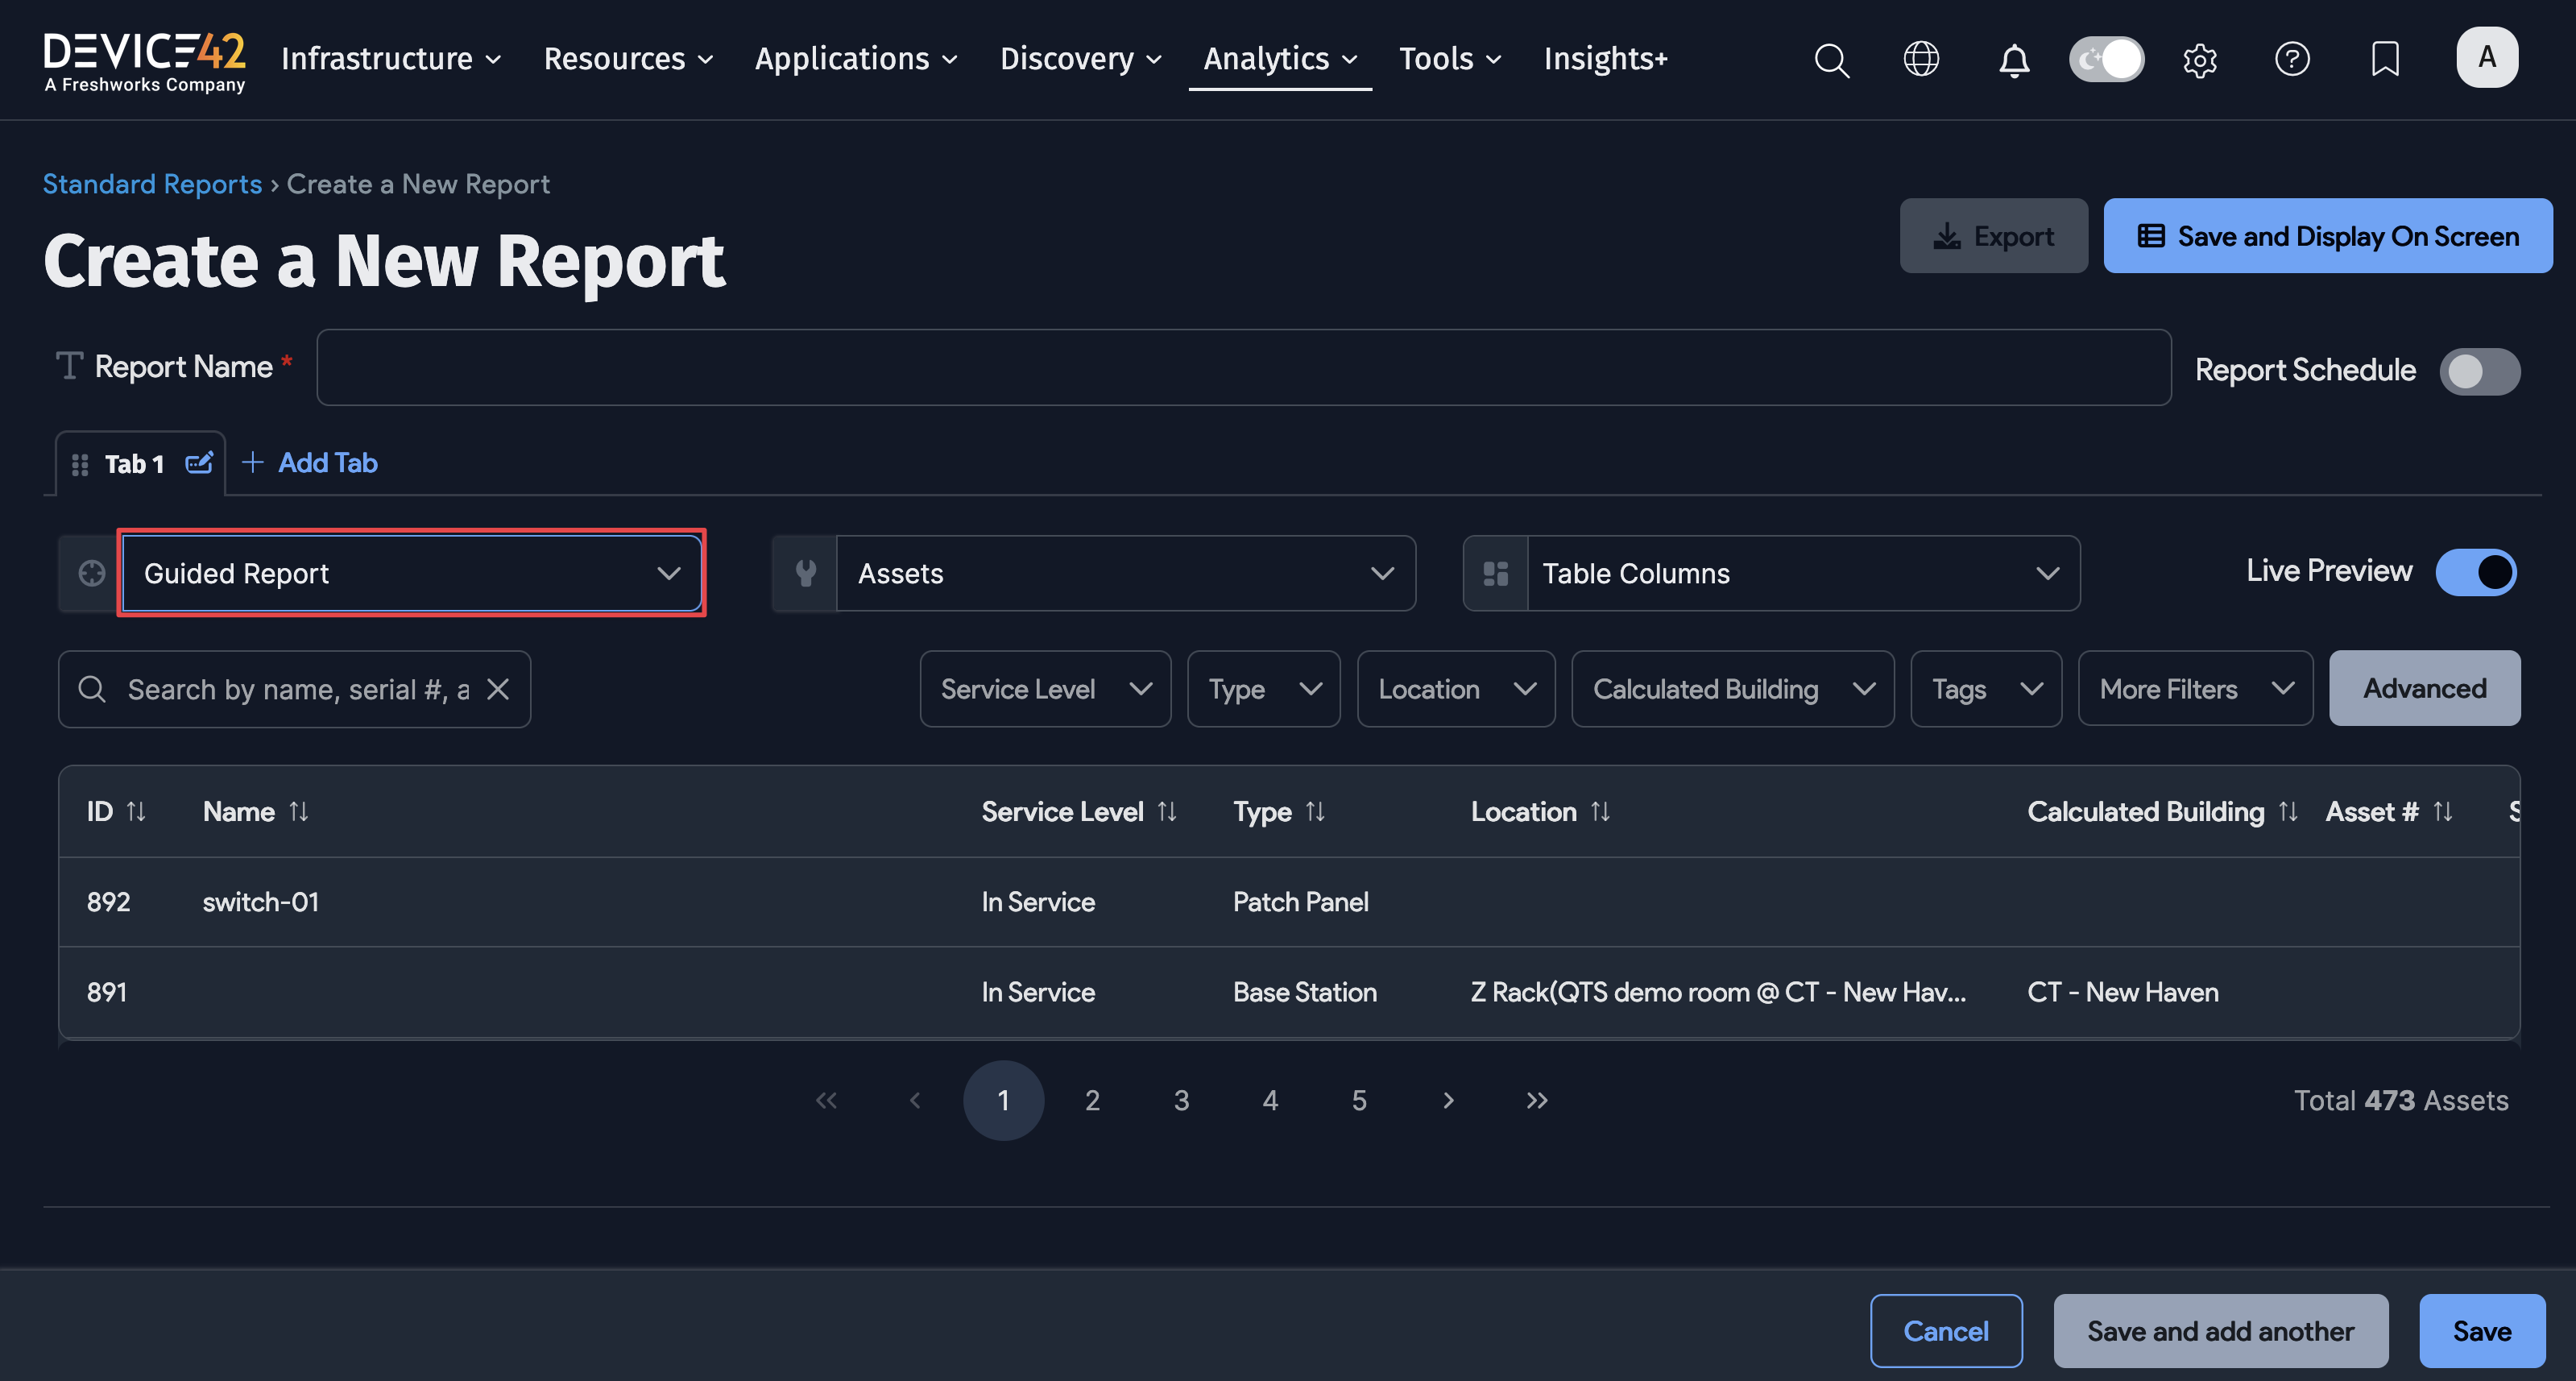 DEVICE42
A Freshworks Company
Infrastructure Resources Applications Discovery Analytics Tools Insights+
A
Standard Reports › Create a New Report
Create a New Report
Export
Save and Display On Screen
Report Name *
Report Schedule
Tab 1
Add Tab
Guided Report
Assets
Table Columns
Live Preview
Search by name, serial #, a
Service Level
Type
Location
Calculated Building
Tags
More Filters
Advanced
ID Name Service Level Type Location Calculated Building Asset # S
892 switch-01 In Service Patch Panel
891 In Service Base Station Z Rack(QTS demo room @ CT - New Hav... CT - New Haven
« ‹ 1 2 3 4 5 › »
Total 473 Assets
Cancel
Save and add another
Save